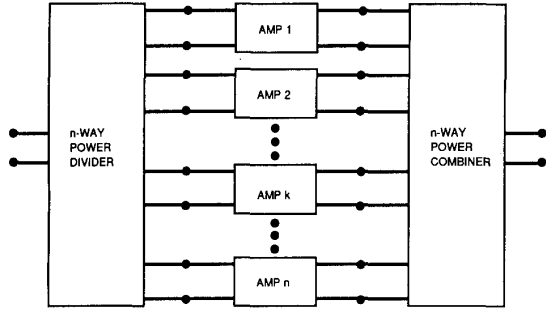 AMP 1
AMP 2
n-WAY
POWER
DIVIDER
n-WAY
POWER
COMBINER
AMP k
AMP n